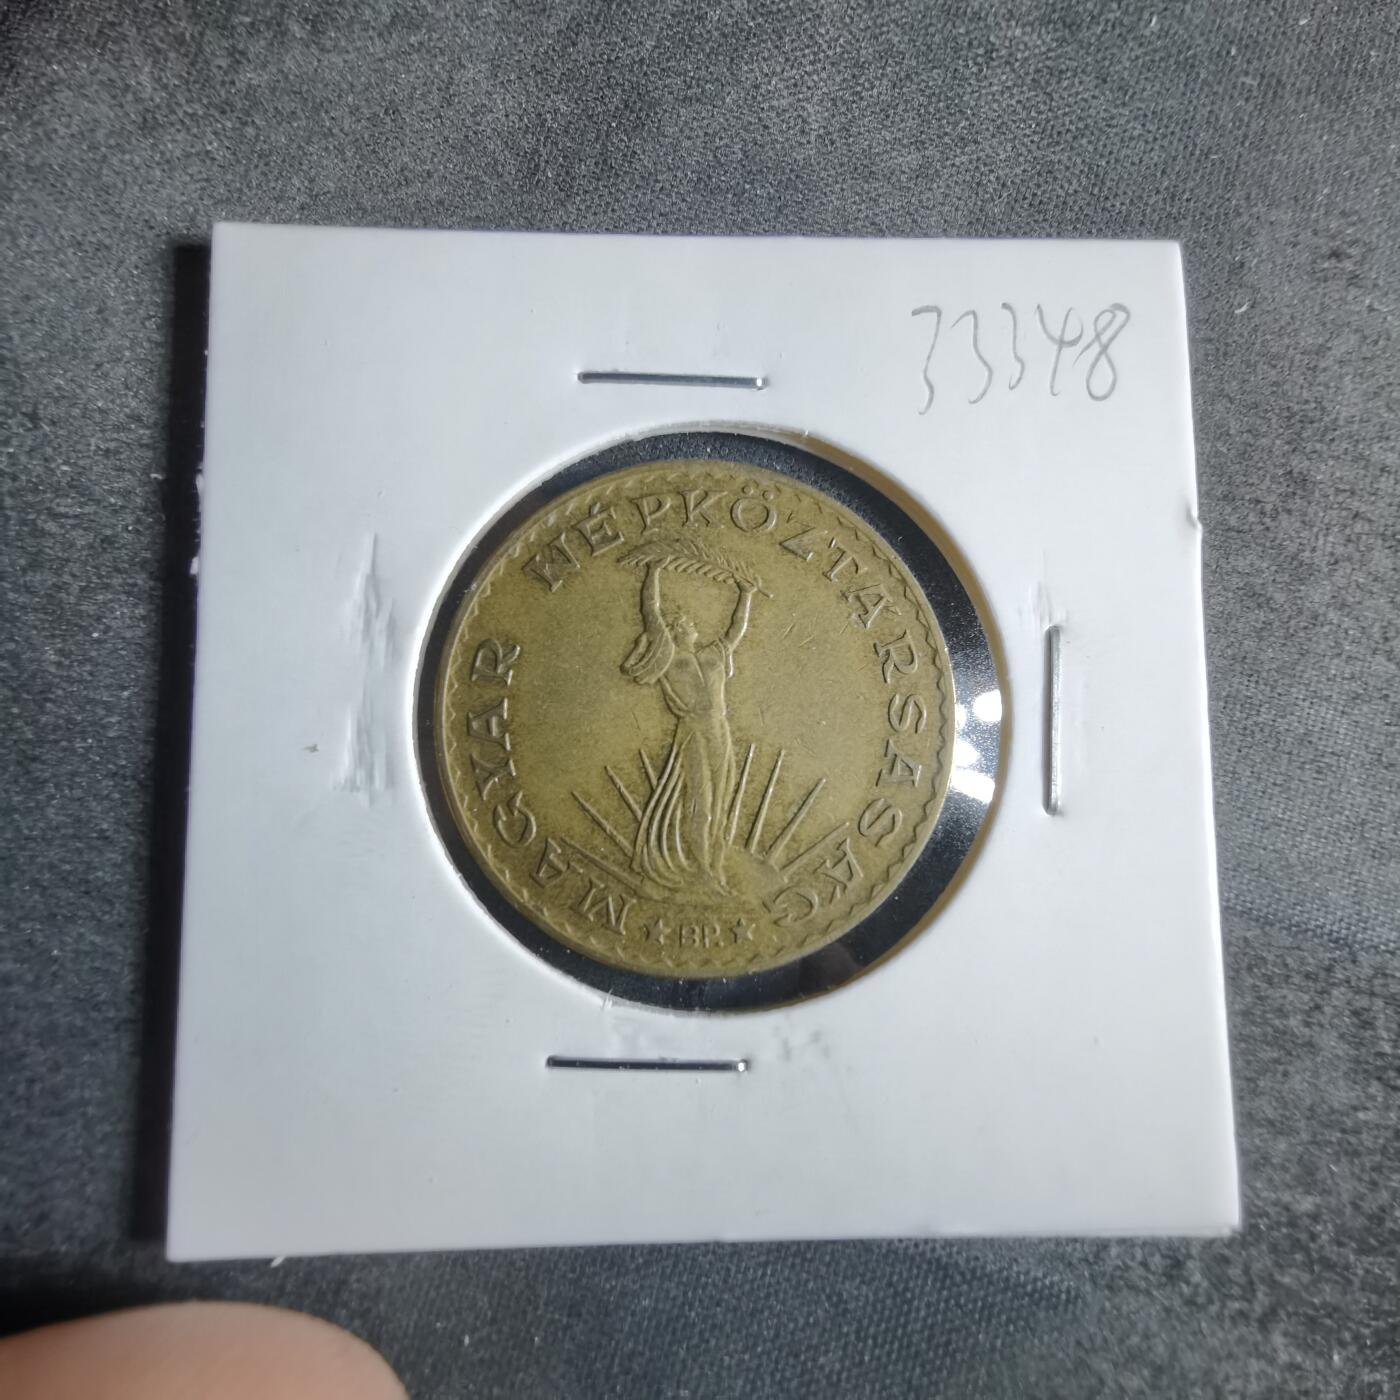 33348
MAGYAR NÉPKÖZTÁRSASÁG
BP.